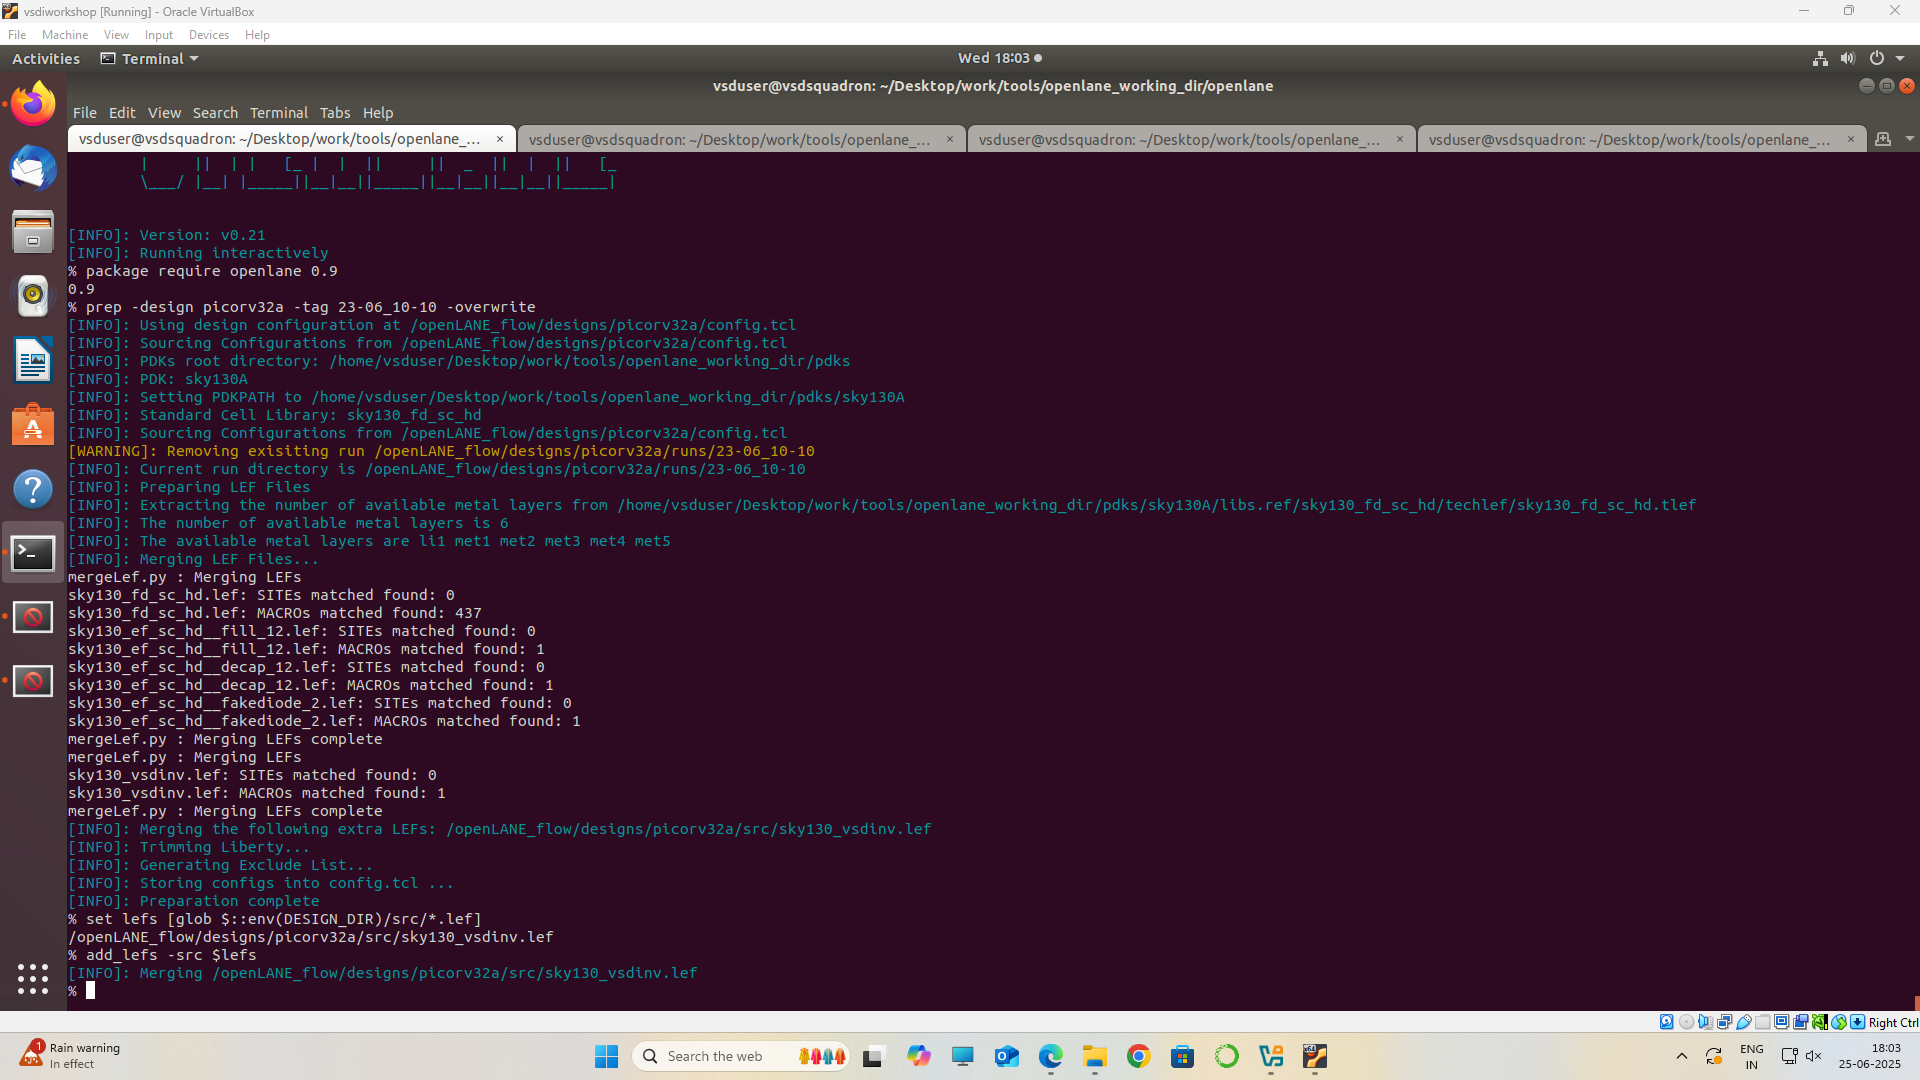 vsdiworkshop [Running] - Oracle VirtualBox
File Machine View Input Devices Help
Activities Terminal Wed 18:03
vsduser@vsdsquadron: ~/Desktop/work/tools/openlane_working_dir/openlane
File Edit View Search Terminal Tabs Help
vsduser@vsdsquadron: ~/Desktop/work/tools/openlane_... × vsduser@vsdsquadron: ~/Desktop/work/tools/openlane_... × vsduser@vsdsquadron: ~/Desktop/work/tools/openlane_... × vsduser@vsdsquadron: ~/Desktop/work/tools/openlane_... ×
[INFO]: Version: v0.21
[INFO]: Running interactively
% package require openlane 0.9
0.9
% prep -design picorv32a -tag 23-06_10-10 -overwrite
[INFO]: Using design configuration at /openLANE_flow/designs/picorv32a/config.tcl
[INFO]: Sourcing Configurations from /openLANE_flow/designs/picorv32a/config.tcl
[INFO]: PDKs root directory: /home/vsduser/Desktop/work/tools/openlane_working_dir/pdks
[INFO]: PDK: sky130A
[INFO]: Setting PDKPATH to /home/vsduser/Desktop/work/tools/openlane_working_dir/pdks/sky130A
[INFO]: Standard Cell Library: sky130_fd_sc_hd
[INFO]: Sourcing Configurations from /openLANE_flow/designs/picorv32a/config.tcl
[WARNING]: Removing exisiting run /openLANE_flow/designs/picorv32a/runs/23-06_10-10
[INFO]: Current run directory is /openLANE_flow/designs/picorv32a/runs/23-06_10-10
[INFO]: Preparing LEF Files
[INFO]: Extracting the number of available metal layers from /home/vsduser/Desktop/work/tools/openlane_working_dir/pdks/sky130A/libs.ref/sky130_fd_sc_hd/techlef/sky130_fd_sc_hd.tlef
[INFO]: The number of available metal layers is 6
[INFO]: The available metal layers are li1 met1 met2 met3 met4 met5
[INFO]: Merging LEF Files...
mergeLef.py : Merging LEFs
sky130_fd_sc_hd.lef: SITEs matched found: 0
sky130_fd_sc_hd.lef: MACROs matched found: 437
sky130_ef_sc_hd__fill_12.lef: SITEs matched found: 0
sky130_ef_sc_hd__fill_12.lef: MACROs matched found: 1
sky130_ef_sc_hd__decap_12.lef: SITEs matched found: 0
sky130_ef_sc_hd__decap_12.lef: MACROs matched found: 1
sky130_ef_sc_hd__fakediode_2.lef: SITEs matched found: 0
sky130_ef_sc_hd__fakediode_2.lef: MACROs matched found: 1
mergeLef.py : Merging LEFs complete
mergeLef.py : Merging LEFs
sky130_vsdinv.lef: SITEs matched found: 0
sky130_vsdinv.lef: MACROs matched found: 1
mergeLef.py : Merging LEFs complete
[INFO]: Merging the following extra LEFs: /openLANE_flow/designs/picorv32a/src/sky130_vsdinv.lef
[INFO]: Trimming Liberty...
[INFO]: Generating Exclude List...
[INFO]: Storing configs into config.tcl ...
[INFO]: Preparation complete
% set lefs [glob $::env(DESIGN_DIR)/src/*.lef]
/openLANE_flow/designs/picorv32a/src/sky130_vsdinv.lef
% add_lefs -src $lefs
[INFO]: Merging /openLANE_flow/designs/picorv32a/src/sky130_vsdinv.lef
%
Right Ctrl
1
Rain warning
In effect
Search the web
ENG
IN
18:03
25-06-2025